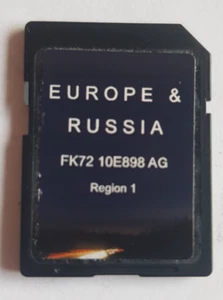 EUROPE &
RUSSIA
FK72 10E898 AG
Region 1